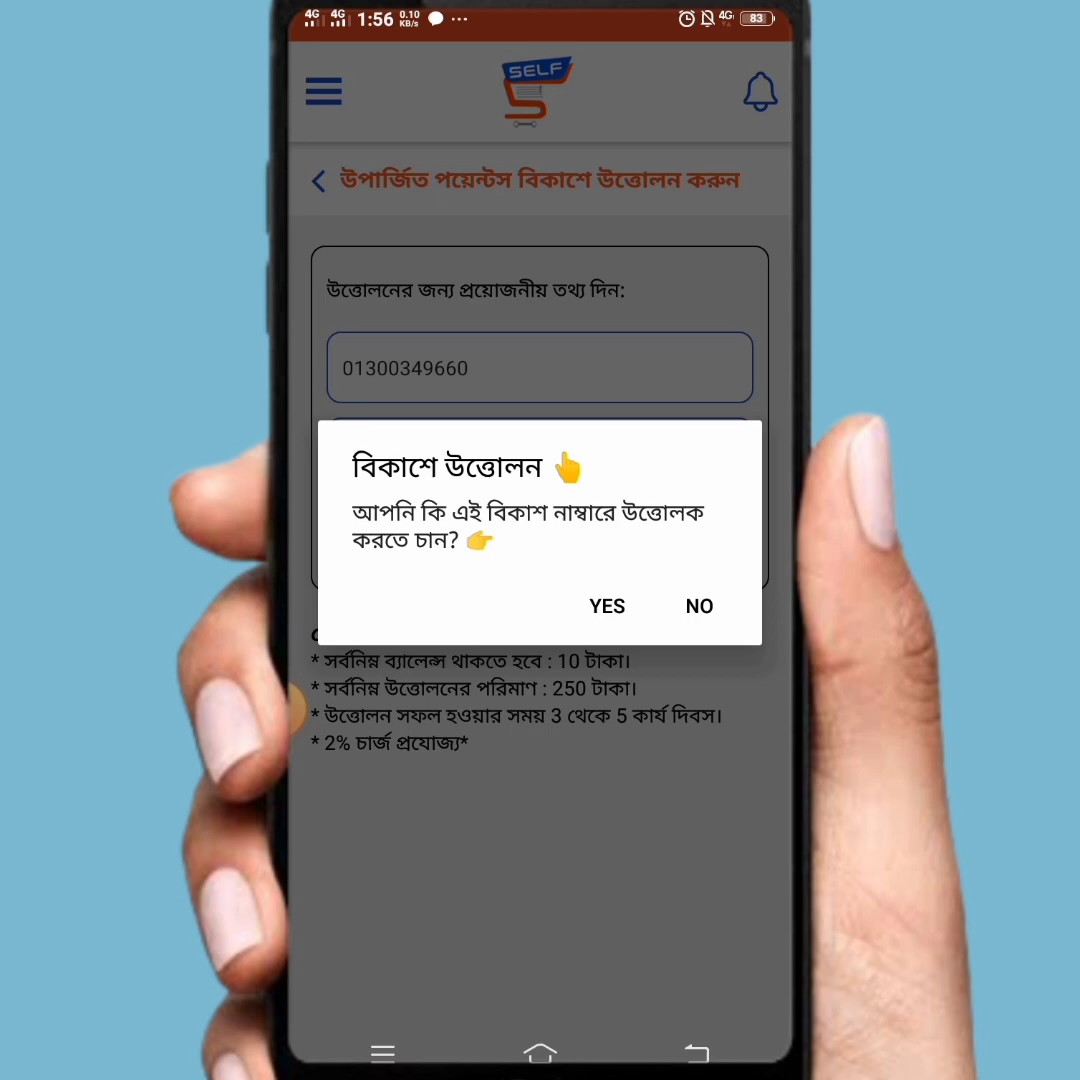 4G 4G 1:56 0.10 KB/s ... 4G 83
SELF
উপার্জিত পয়েন্টস বিকাশে উত্তোলন করুন
উত্তোলনের জন্য প্রয়োজনীয় তথ্য দিন:
01300349660
বিকাশে উত্তোলন 👆
আপনি কি এই বিকাশ নাম্বারে উত্তোলক
করতে চান? 👉
YES NO
* সর্বনিম্ন ব্যালেন্স থাকতে হবে : 10 টাকা।
* সর্বনিম্ন উত্তোলনের পরিমাণ : 250 টাকা।
* উত্তোলন সফল হওয়ার সময় 3 থেকে 5 কার্য দিবস।
* 2% চার্জ প্রযোজ্য*